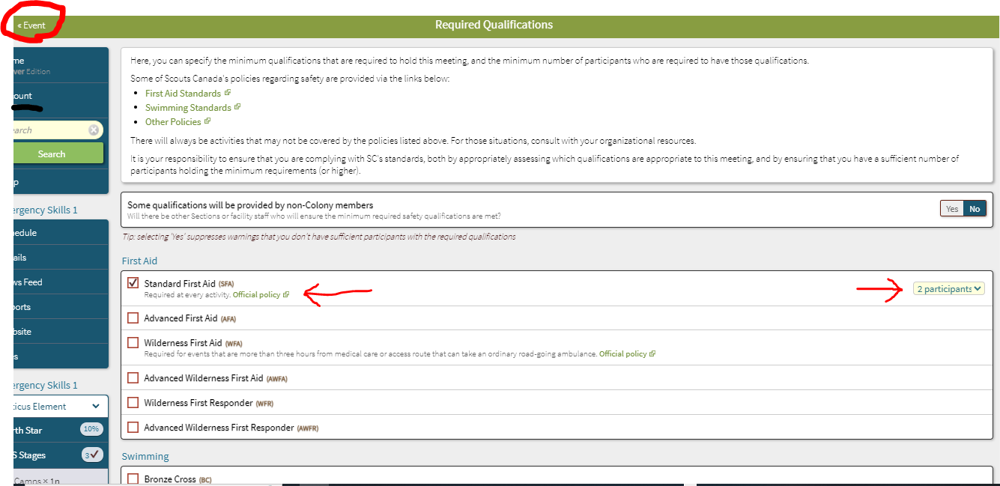 « Event
Required Qualifications
me
ver Edition
ount
earch
Search
p
ergency Skills 1
edule
ails
ws Feed
ports
bsite
s
ergency Skills 1
ticus Element
rth Star 10%
S Stages 3
Camps × 1n
Here, you can specify the minimum qualifications that are required to hold this meeting, and the minimum number of participants who are required to have those qualifications.
Some of Scouts Canada's policies regarding safety are provided via the links below:
• First Aid Standards
• Swimming Standards
• Other Policies
There will always be activities that may not be covered by the policies listed above. For those situations, consult with your organizational resources.
It is your responsibility to ensure that you are complying with SC's standards, both by appropriately assessing which qualifications are appropriate to this meeting, and by ensuring that you have a sufficient number of
participants holding the minimum requirements (or higher).
Some qualifications will be provided by non-Colony members
Will there be other Sections or facility staff who will ensure the minimum required safety qualifications are met?
Yes No
Tip: selecting 'Yes' suppresses warnings that you don't have sufficient participants with the required qualifications
First Aid
Standard First Aid (SFA)
Required at every activity. Official policy
2 participants
Advanced First Aid (AFA)
Wilderness First Aid (WFA)
Required for events that are more than three hours from medical care or access route that can take an ordinary road-going ambulance. Official policy
Advanced Wilderness First Aid (AWFA)
Wilderness First Responder (WFR)
Advanced Wilderness First Responder (AWFR)
Swimming
Bronze Cross (BC)